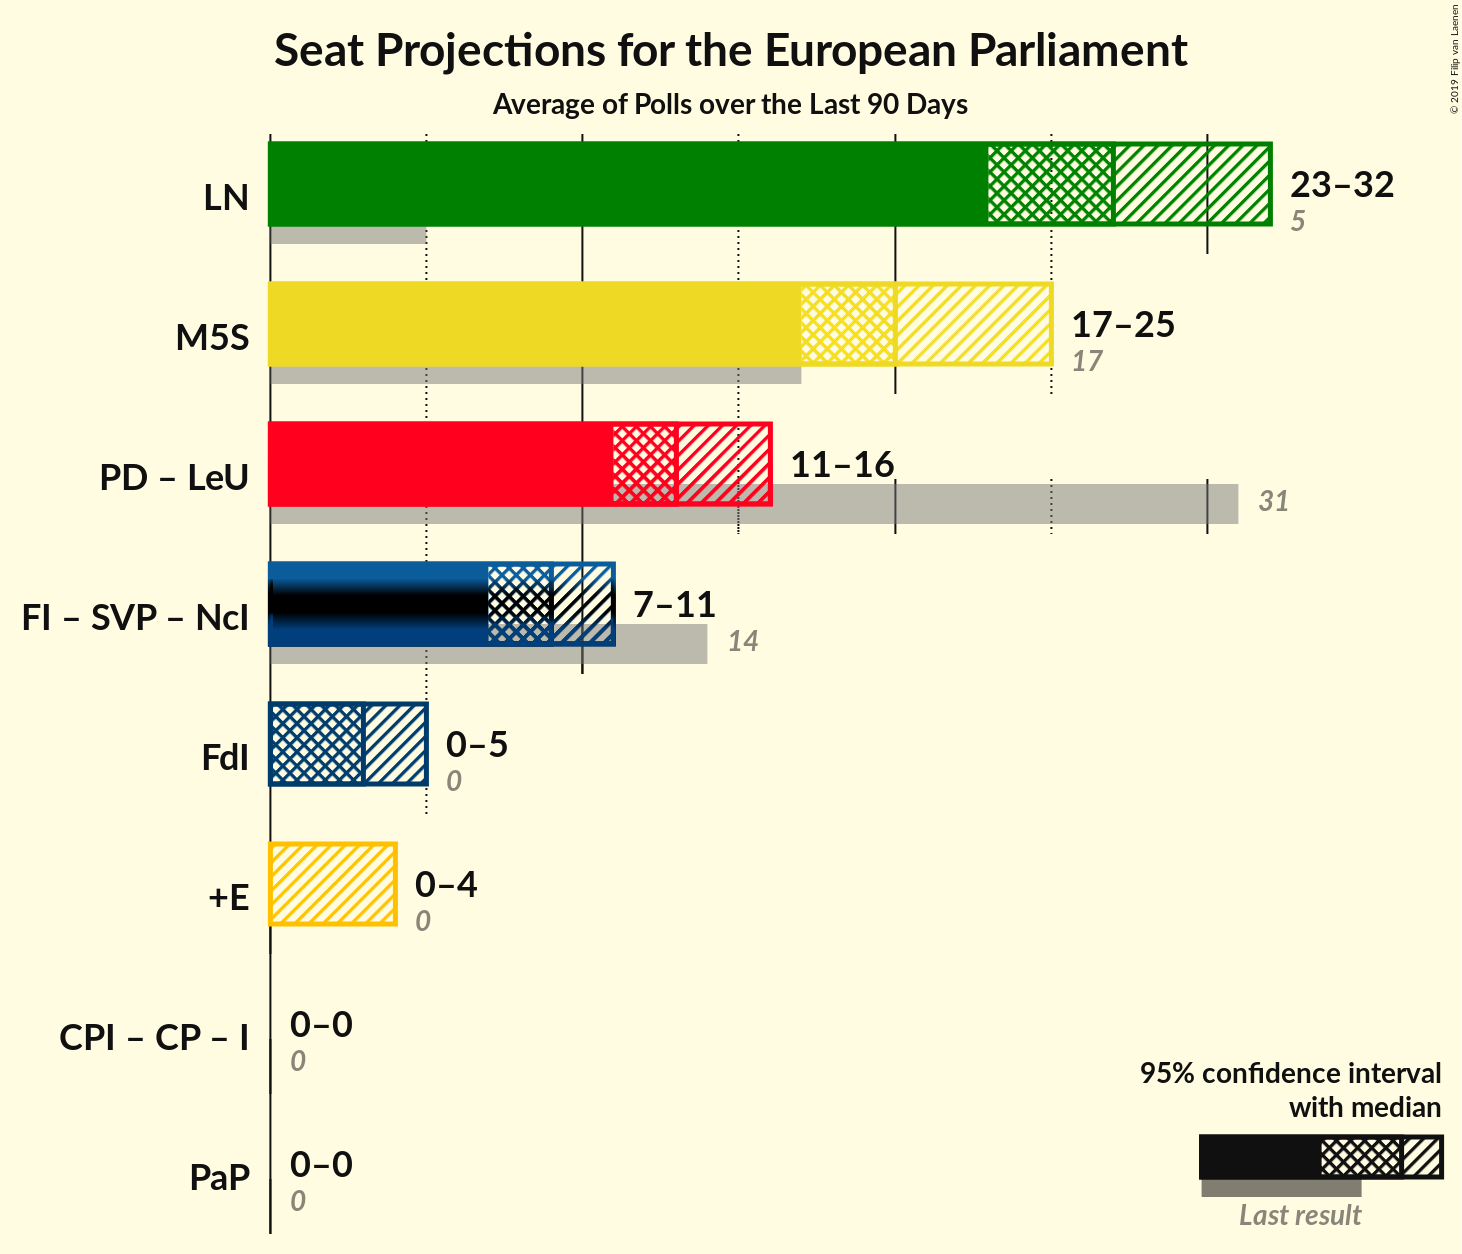 Seat Projections for the European Parliament
Average of Polls over the Last 90 Days
© 2019 Filip van Laenen
LN
23–32
5
M5S
17–25
17
PD – LeU
11–16
31
FI – SVP – NcI
7–11
14
FdI
0–5
0
+E
0–4
0
CPI – CP – I
0–0
0
PaP
0–0
0
95% confidence interval
with median
Last result